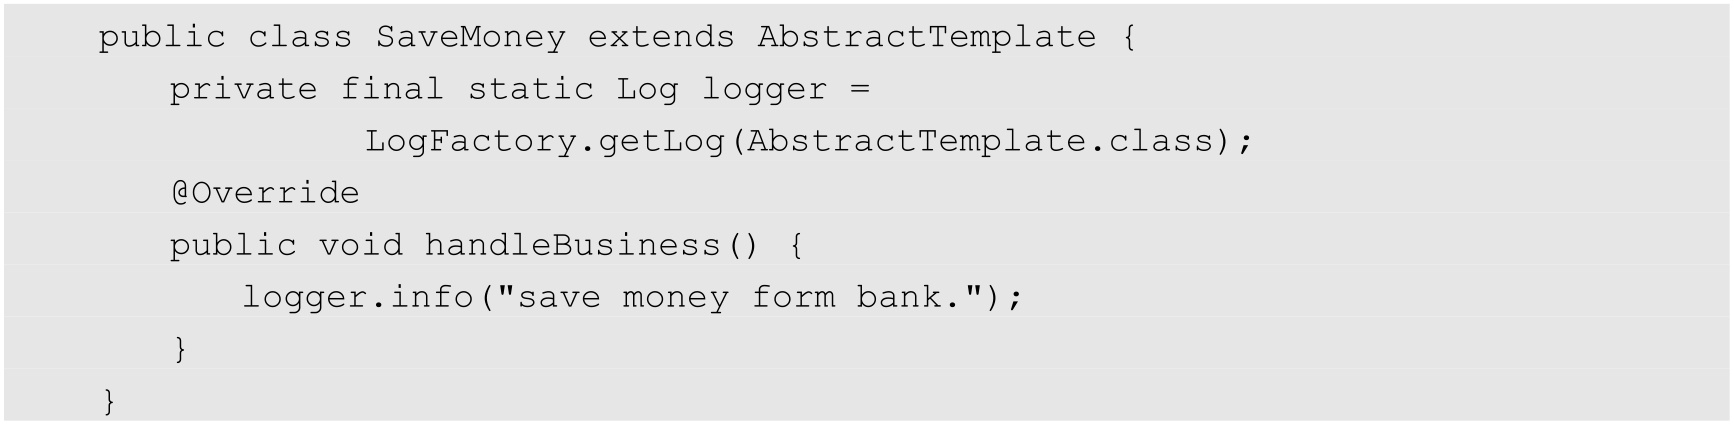 public class SaveMoney extends AbstractTemplate {
private final static Log logger =
LogFactory.getLog(AbstractTemplate.class);
@Override
public void handleBusiness() {
logger.info("save money form bank.");
}
}